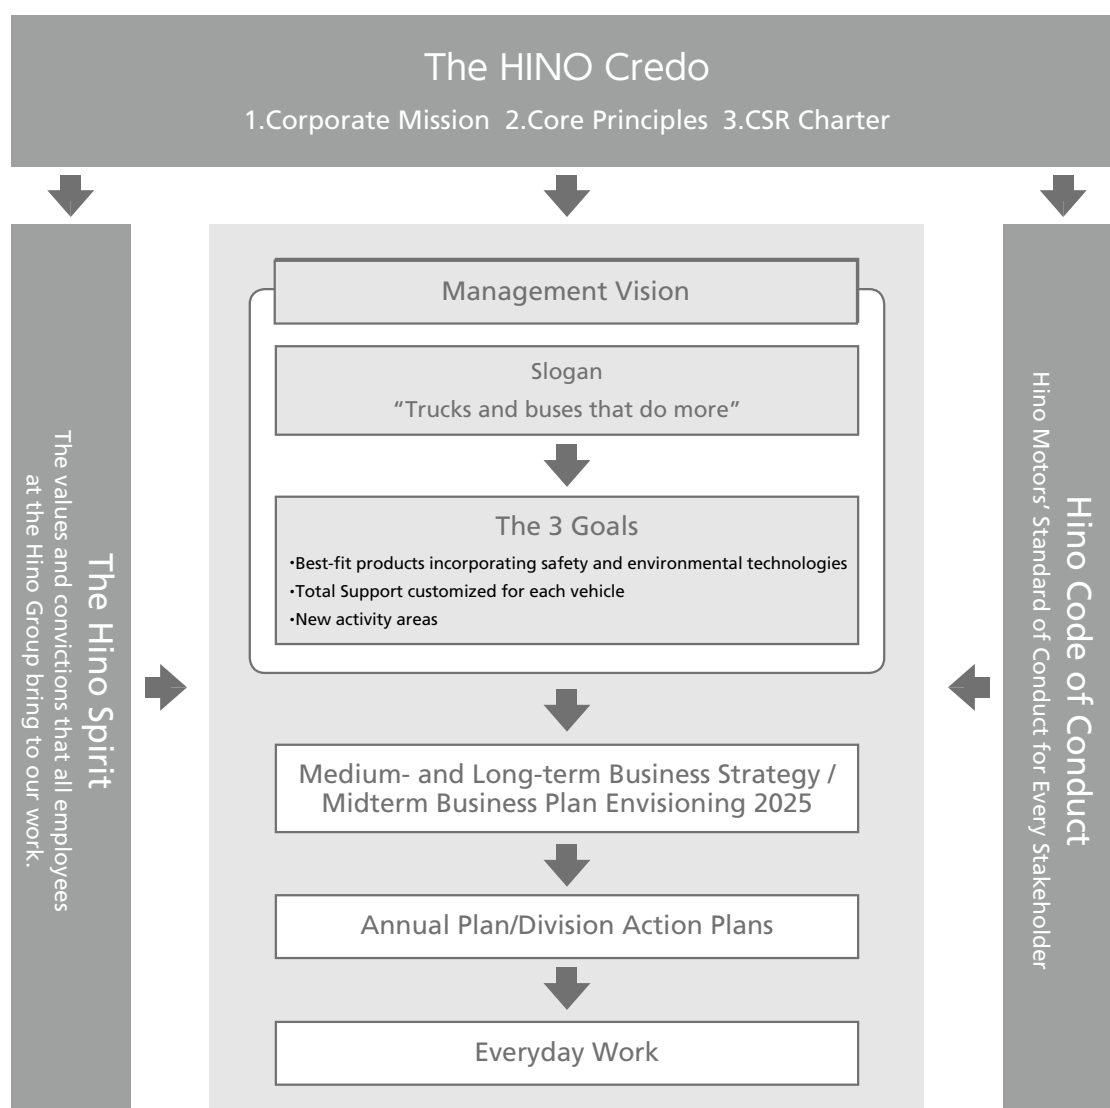 The HINO Credo
1.Corporate Mission 2.Core Principles 3.CSR Charter
The Hino Spirit
The values and convictions that all employees
at the Hino Group bring to our work.
Management Vision
Slogan
“Trucks and buses that do more”
The 3 Goals
･Best-fit products incorporating safety and environmental technologies
･Total Support customized for each vehicle
･New activity areas
Medium- and Long-term Business Strategy /
Midterm Business Plan Envisioning 2025
Annual Plan/Division Action Plans
Everyday Work
Hino Code of Conduct
Hino Motors’ Standard of Conduct for Every Stakeholder